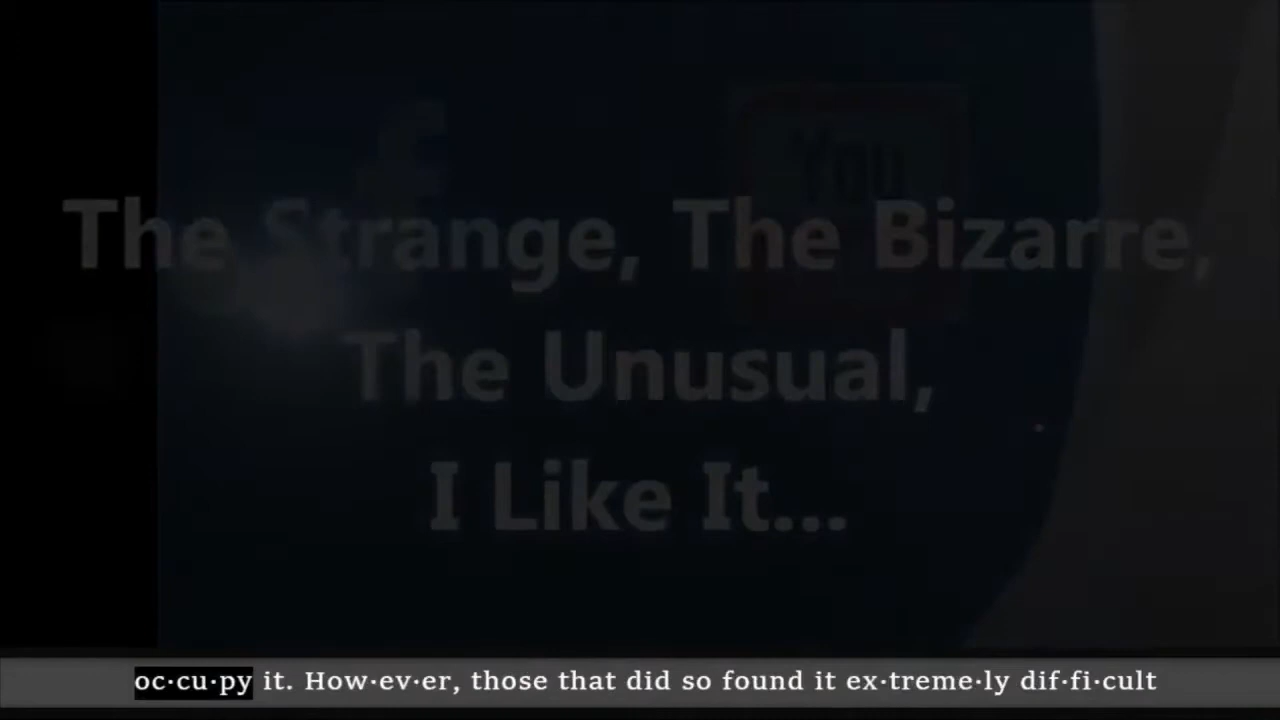 You
The Strange, The Bizarre,
The Unusual,
I Like It...
oc·cu·py it. How·ev·er, those that did so found it ex·treme·ly dif·fi·cult